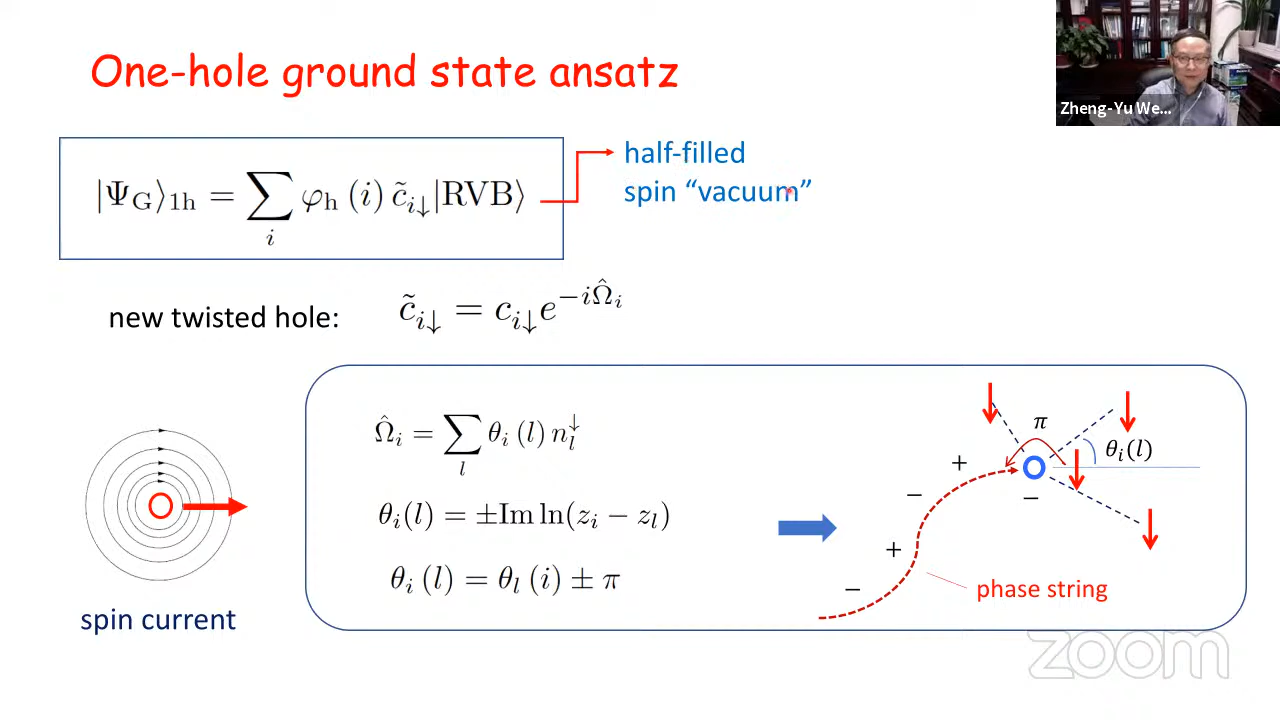 One-hole ground state ansatz
Zheng-Yu We...
|Ψ_G⟩_1h = ∑_i φ_h (i) c̃_i↓|RVB⟩
half-filled
spin “vacuum”
new twisted hole:
c̃_i↓ = c_i↓ e^{−iΩ̂_i}
Ω̂_i = ∑_l θ_i (l) n_l^↓
θ_i(l) = ±Im ln(z_i − z_l)
θ_i (l) = θ_l (i) ± π
π
θ_i(l)
+
−
−
+
−
phase string
spin current
zoom